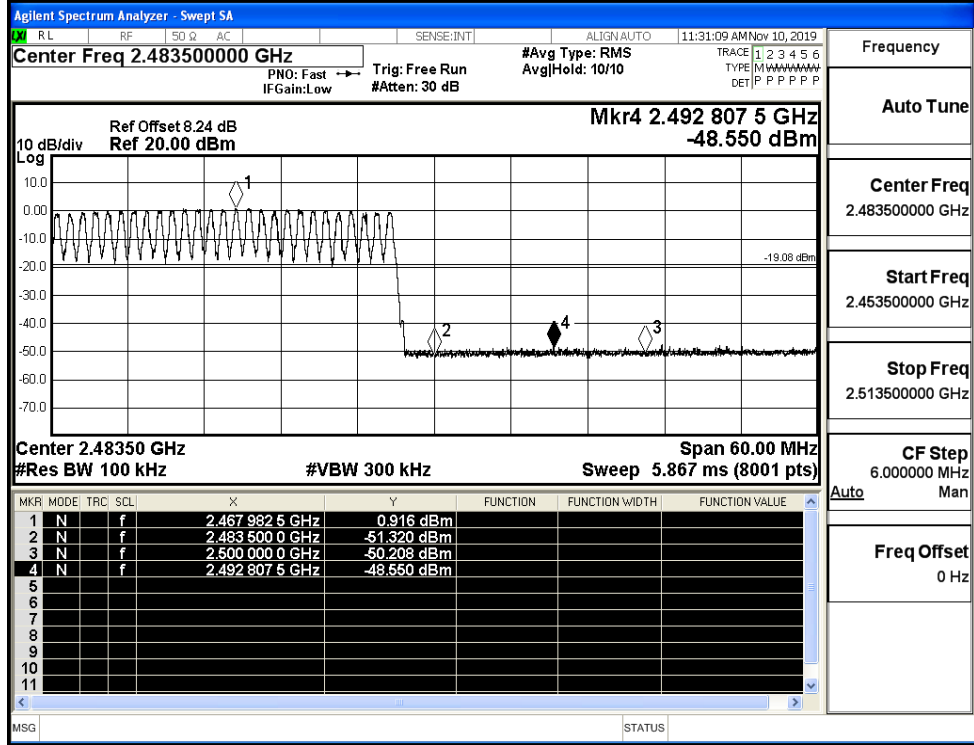 Agilent Spectrum Analyzer - Swept SA
LXI RL RF 50 Ω AC SENSE:INT ALIGN AUTO 11:31:09 AM Nov 10, 2019
Center Freq 2.483500000 GHz
PNO: Fast
IFGain:Low
Trig: Free Run
#Atten: 30 dB
#Avg Type: RMS
Avg|Hold: 10/10
TRACE 1 2 3 4 5 6
TYPE M WWWWW
DET P P P P P P
Ref Offset 8.24 dB
10 dB/div Ref 20.00 dBm
Log
Mkr4 2.492 807 5 GHz
-48.550 dBm
10.0
0.00
-10.0
-20.0
-30.0
-40.0
-50.0
-60.0
-70.0
1
2
4
3
-19.08 dBm
Center 2.48350 GHz Span 60.00 MHz
#Res BW 100 kHz #VBW 300 kHz Sweep 5.867 ms (8001 pts)
MKR MODE TRC SCL X Y FUNCTION FUNCTION WIDTH FUNCTION VALUE
1 N f 2.467 982 5 GHz 0.916 dBm
2 N f 2.483 500 0 GHz -51.320 dBm
3 N f 2.500 000 0 GHz -50.208 dBm
4 N f 2.492 807 5 GHz -48.550 dBm
5
6
7
8
9
10
11
MSG STATUS
Frequency
Auto Tune
Center Freq
2.483500000 GHz
Start Freq
2.453500000 GHz
Stop Freq
2.513500000 GHz
CF Step
6.000000 MHz
Auto Man
Freq Offset
0 Hz